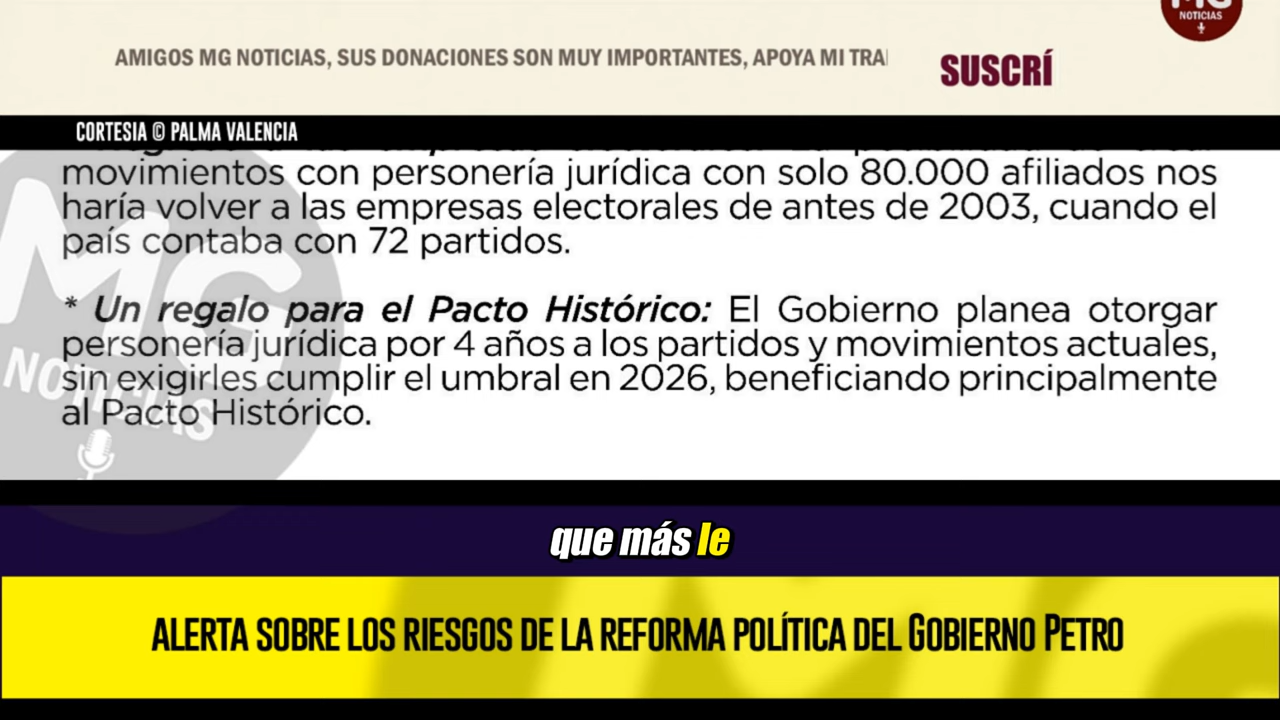 MG
NOTICIAS
AMIGOS MG NOTICIAS, SUS DONACIONES SON MUY IMPORTANTES, APOYA MI TRA
SUSCRÍ
CORTESIA © PALMA VALENCIA
movimientos con personería jurídica con solo 80.000 afiliados nos
haría volver a las empresas electorales de antes de 2003, cuando el
país contaba con 72 partidos.
* Un regalo para el Pacto Histórico: El Gobierno planea otorgar
personería jurídica por 4 años a los partidos y movimientos actuales,
sin exigirles cumplir el umbral en 2026, beneficiando principalmente
al Pacto Histórico.
MG
NOTICIAS
que más le
ALERTA SOBRE LOS RIESGOS DE LA REFORMA POLÍTICA DEL GOBIERNO PETRO